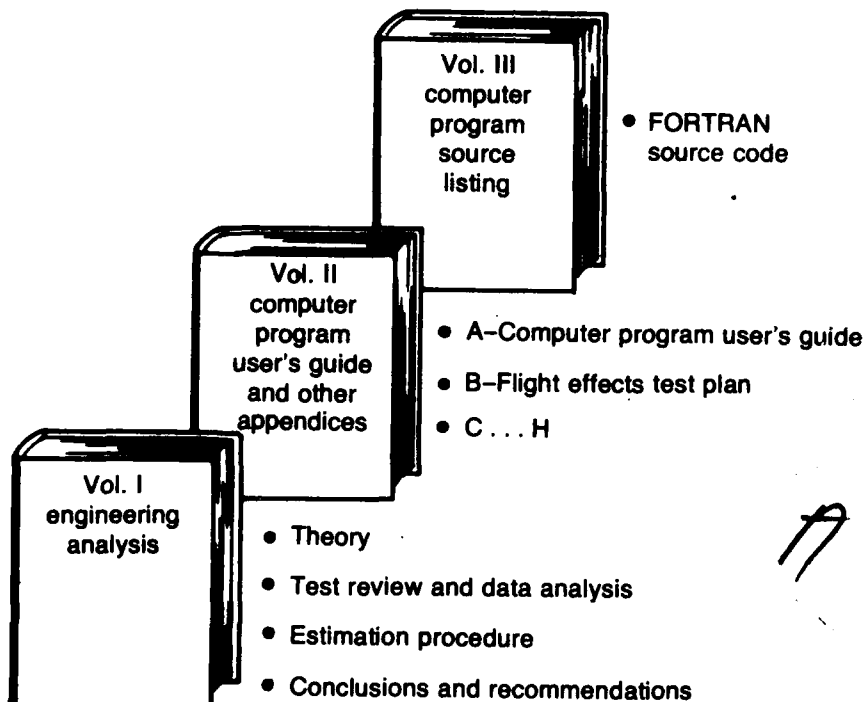 Vol. III
computer
program
source
listing
• FORTRAN
source code
Vol. II
computer
program
user's guide
and other
appendices
• A–Computer program user's guide
• B–Flight effects test plan
• C . . . H
Vol. I
engineering
analysis
• Theory
• Test review and data analysis
• Estimation procedure
• Conclusions and recommendations